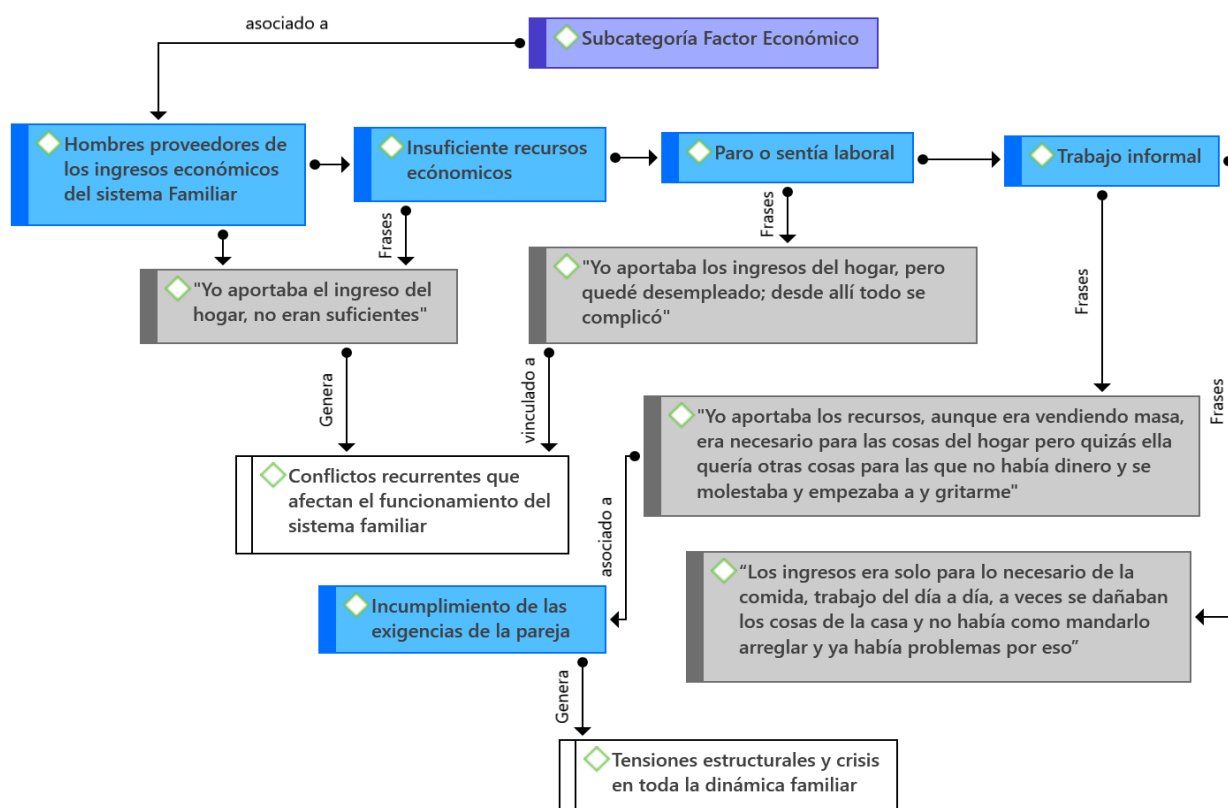 asociado a
Subcategoría Factor Económico
Hombres proveedores de
los ingresos económicos
del sistema Familiar
Insuficiente recursos
ecónomicos
Paro o sentía laboral
Trabajo informal
Frases
Frases
Frases
Frases
"Yo aportaba el ingreso del
hogar, no eran suficientes"
"Yo aportaba los ingresos del hogar, pero
quedé desempleado; desde allí todo se
complicó"
Genera
vinculado a
"Yo aportaba los recursos, aunque era vendiendo masa,
era necesario para las cosas del hogar pero quizás ella
quería otras cosas para las que no había dinero y se
molestaba y empezaba a y gritarme"
Conflictos recurrentes que
afectan el funcionamiento del
sistema familiar
asociado a
“Los ingresos era solo para lo necesario de la
comida, trabajo del día a día, a veces se dañaban
los cosas de la casa y no había como mandarlo
arreglar y ya había problemas por eso”
Incumplimiento de las
exigencias de la pareja
Genera
Tensiones estructurales y crisis
en toda la dinámica familiar